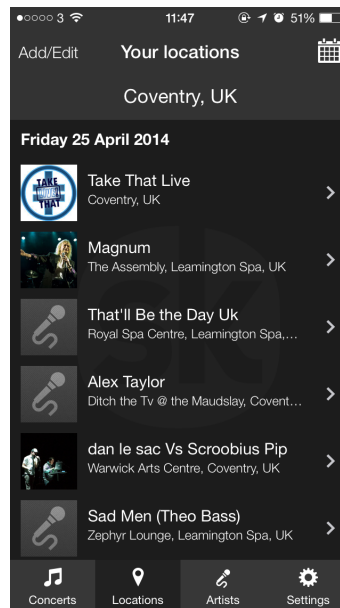 3 11:47 51%
Add/Edit Your locations
Coventry, UK
Friday 25 April 2014
TAKE THAT
Take That Live
Coventry, UK
Magnum
The Assembly, Leamington Spa, UK
That'll Be the Day Uk
Royal Spa Centre, Leamington Spa,...
Alex Taylor
Ditch the Tv @ the Maudslay, Covent...
dan le sac Vs Scroobius Pip
Warwick Arts Centre, Coventry, UK
Sad Men (Theo Bass)
Zephyr Lounge, Leamington Spa, UK
Concerts Locations Artists Settings